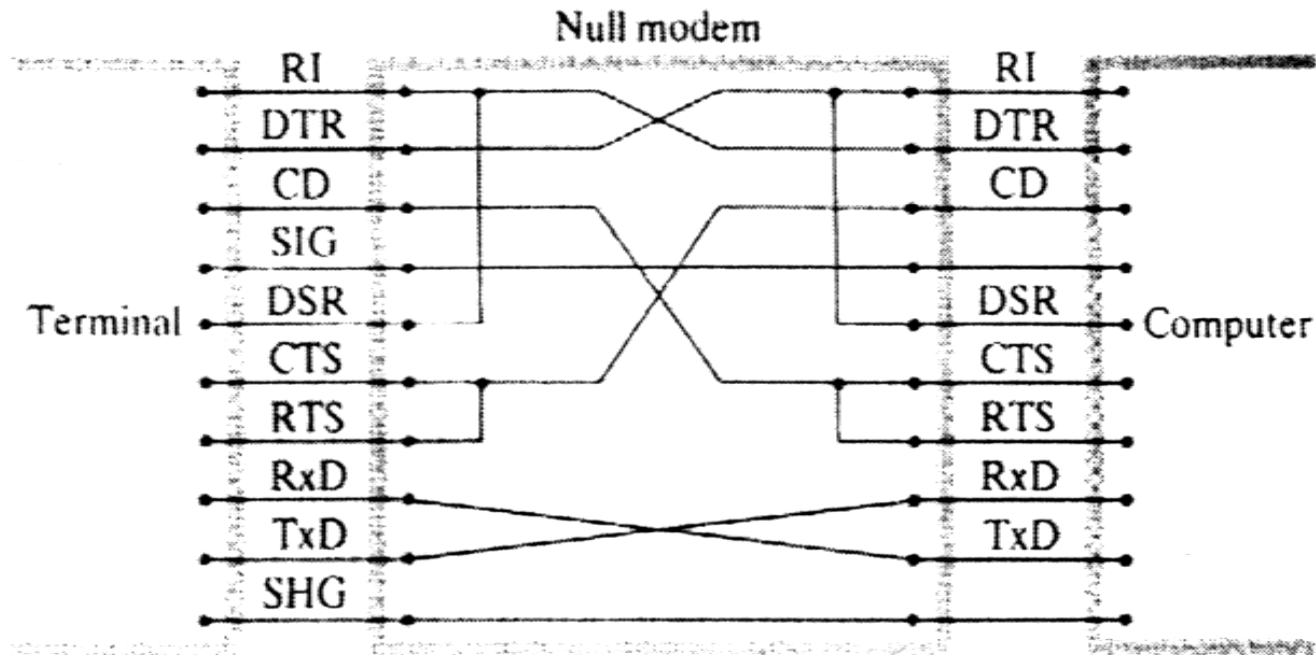 Null modem
RI RI
DTR DTR
CD CD
SIG
DSR DSR
Terminal Computer
CTS CTS
RTS RTS
RxD RxD
TxD TxD
SHG